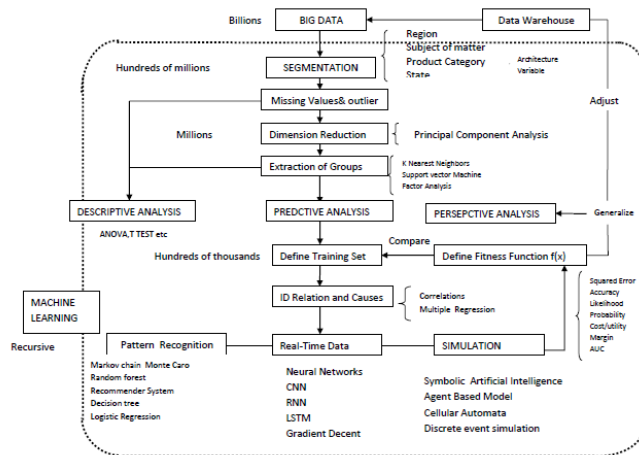 Billions
BIG DATA
Data Warehouse
Region
Subject of matter
Product Category
State
Architecture
Variable
Hundreds of millions
SEGMENTATION
Adjust
Missing Values& outlier
Millions
Dimension Reduction
Principal Component Analysis
Extraction of Groups
K Nearest Neighbors
Support vector Machine
Factor Analysis
DESCRIPTIVE ANALYSIS
PREDCTIVE ANALYSIS
PERSEPCTIVE ANALYSIS
Generalize
ANOVA,T TEST etc
Compare
Hundreds of thousands
Define Training Set
Define Fitness Function f(x)
ID Relation and Causes
Correlations
Multiple Regression
Squared Error
Accuracy
Likelihood
Probability
Cost/utility
Margin
AUC
MACHINE
LEARNING
Recursive
Pattern Recognition
Real-Time Data
SIMULATION
Markov chain Monte Caro
Random forest
Recommender System
Decision tree
Logistic Regression
Neural Networks
CNN
RNN
LSTM
Gradient Decent
Symbolic Artificial Intelligence
Agent Based Model
Cellular Automata
Discrete event simulation